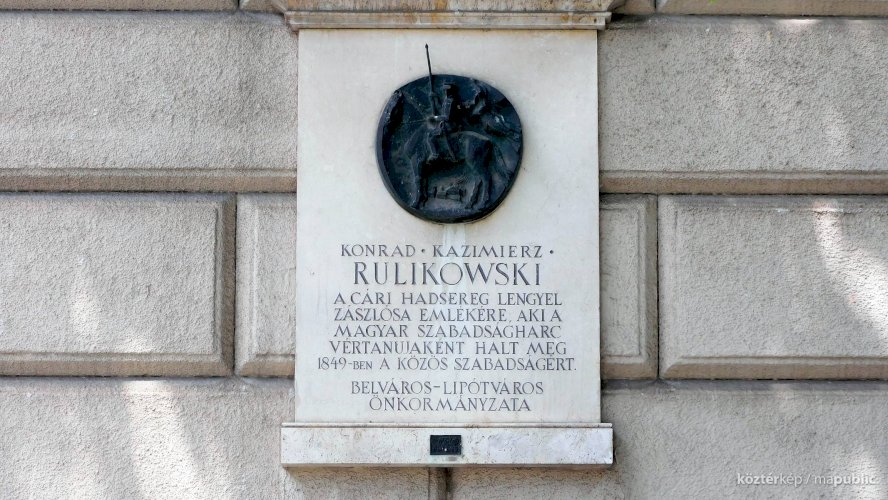 KONRAD · KAZIMIERZ ·
RULIKOWSKI
A CÁRI HADSEREG LENGYEL
ZÁSZLÓSA EMLÉKÉRE, AKI A
MAGYAR SZABADSÁGHARC
VÉRTANUJAKÉNT HALT MEG
1849-BEN A KÖZÖS SZABADSÁGÉRT.
BELVÁROS-LIPÓTVÁROS
ÖNKORMÁNYZATA
köztérkép / mapublic